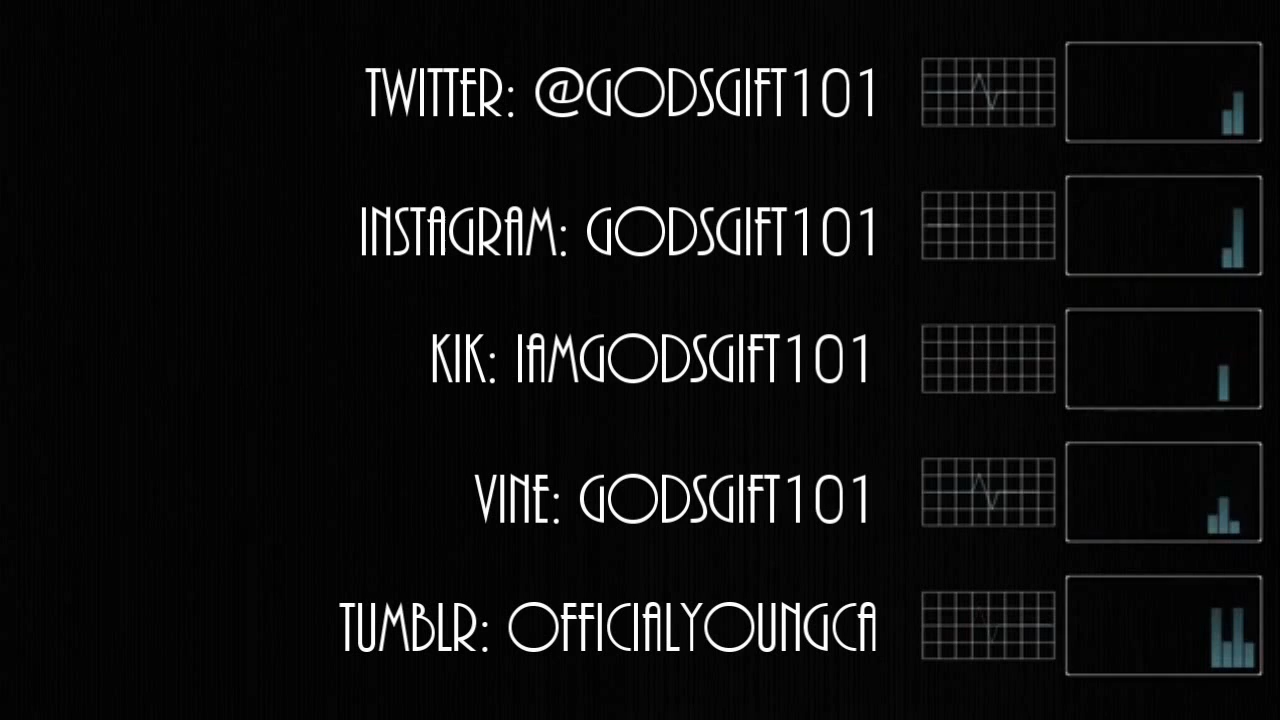 TWITTER: @GODSGIFT101
INSTAGRAM: GODSGIFT101
KIK: IAMGODSGIFT101
VINE: GODSGIFT101
TUMBLR: OFFICIALYOUNGCA